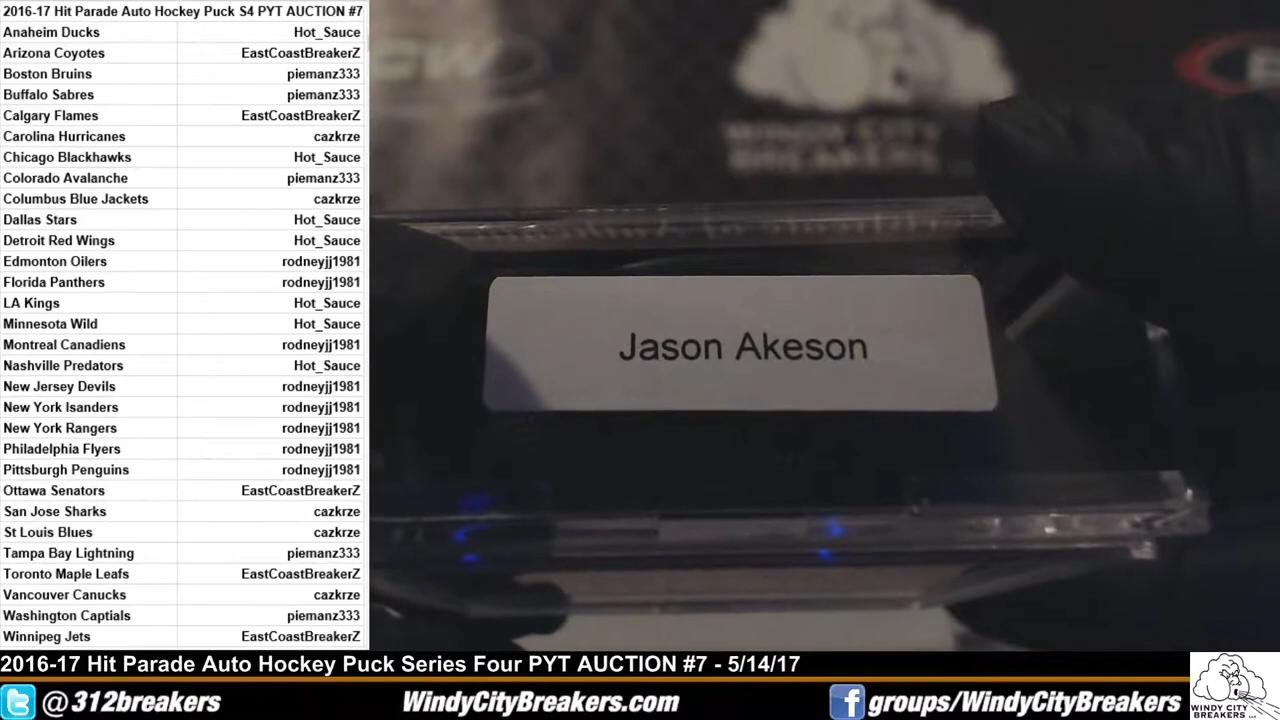 2016-17 Hit Parade Auto Hockey Puck S4 PYT AUCTION #7
Anaheim Ducks Hot_Sauce
Arizona Coyotes EastCoastBreakerZ
Boston Bruins piemanz333
Buffalo Sabres piemanz333
Calgary Flames EastCoastBreakerZ
Carolina Hurricanes cazkrze
Chicago Blackhawks Hot_Sauce
Colorado Avalanche piemanz333
Columbus Blue Jackets cazkrze
Dallas Stars Hot_Sauce
Detroit Red Wings Hot_Sauce
Edmonton Oilers rodneyjj1981
Florida Panthers rodneyjj1981
LA Kings Hot_Sauce
Minnesota Wild Hot_Sauce
Montreal Canadiens rodneyjj1981
Nashville Predators Hot_Sauce
New Jersey Devils rodneyjj1981
New York Isanders rodneyjj1981
New York Rangers rodneyjj1981
Philadelphia Flyers rodneyjj1981
Pittsburgh Penguins rodneyjj1981
Ottawa Senators EastCoastBreakerZ
San Jose Sharks cazkrze
St Louis Blues cazkrze
Tampa Bay Lightning piemanz333
Toronto Maple Leafs EastCoastBreakerZ
Vancouver Canucks cazkrze
Washington Captials piemanz333
Winnipeg Jets EastCoastBreakerZ
WINDY CITY
BREAKERS
Jason Akeson
2016-17 Hit Parade Auto Hockey Puck Series Four PYT AUCTION #7 - 5/14/17
@312breakers WindyCityBreakers.com groups/WindyCityBreakers
WINDY CITY
BREAKERS LLC